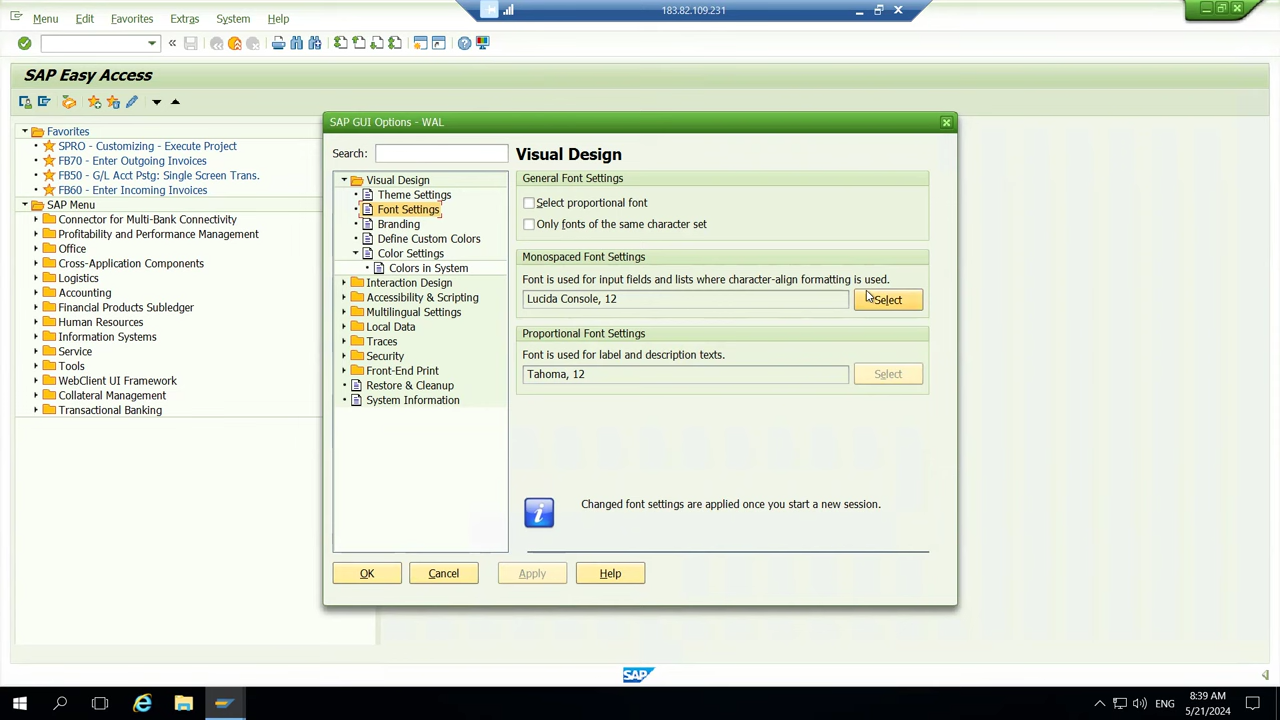 183.82.109.231
Menu Edit Favorites Extras System Help
SAP Easy Access
Favorites
SPRO - Customizing - Execute Project
FB70 - Enter Outgoing Invoices
FB50 - G/L Acct Pstg: Single Screen Trans.
FB60 - Enter Incoming Invoices
SAP Menu
Connector for Multi-Bank Connectivity
Profitability and Performance Management
Office
Cross-Application Components
Logistics
Accounting
Financial Products Subledger
Human Resources
Information Systems
Service
Tools
WebClient UI Framework
Collateral Management
Transactional Banking
SAP GUI Options - WAL
Search:
Visual Design
Theme Settings
Font Settings
Branding
Define Custom Colors
Color Settings
Colors in System
Interaction Design
Accessibility & Scripting
Multilingual Settings
Local Data
Traces
Security
Front-End Print
Restore & Cleanup
System Information
Visual Design
General Font Settings
Select proportional font
Only fonts of the same character set
Monospaced Font Settings
Font is used for input fields and lists where character-align formatting is used.
Lucida Console, 12
Select
Proportional Font Settings
Font is used for label and description texts.
Tahoma, 12
Select
Changed font settings are applied once you start a new session.
OK Cancel Apply Help
SAP
ENG
8:39 AM
5/21/2024